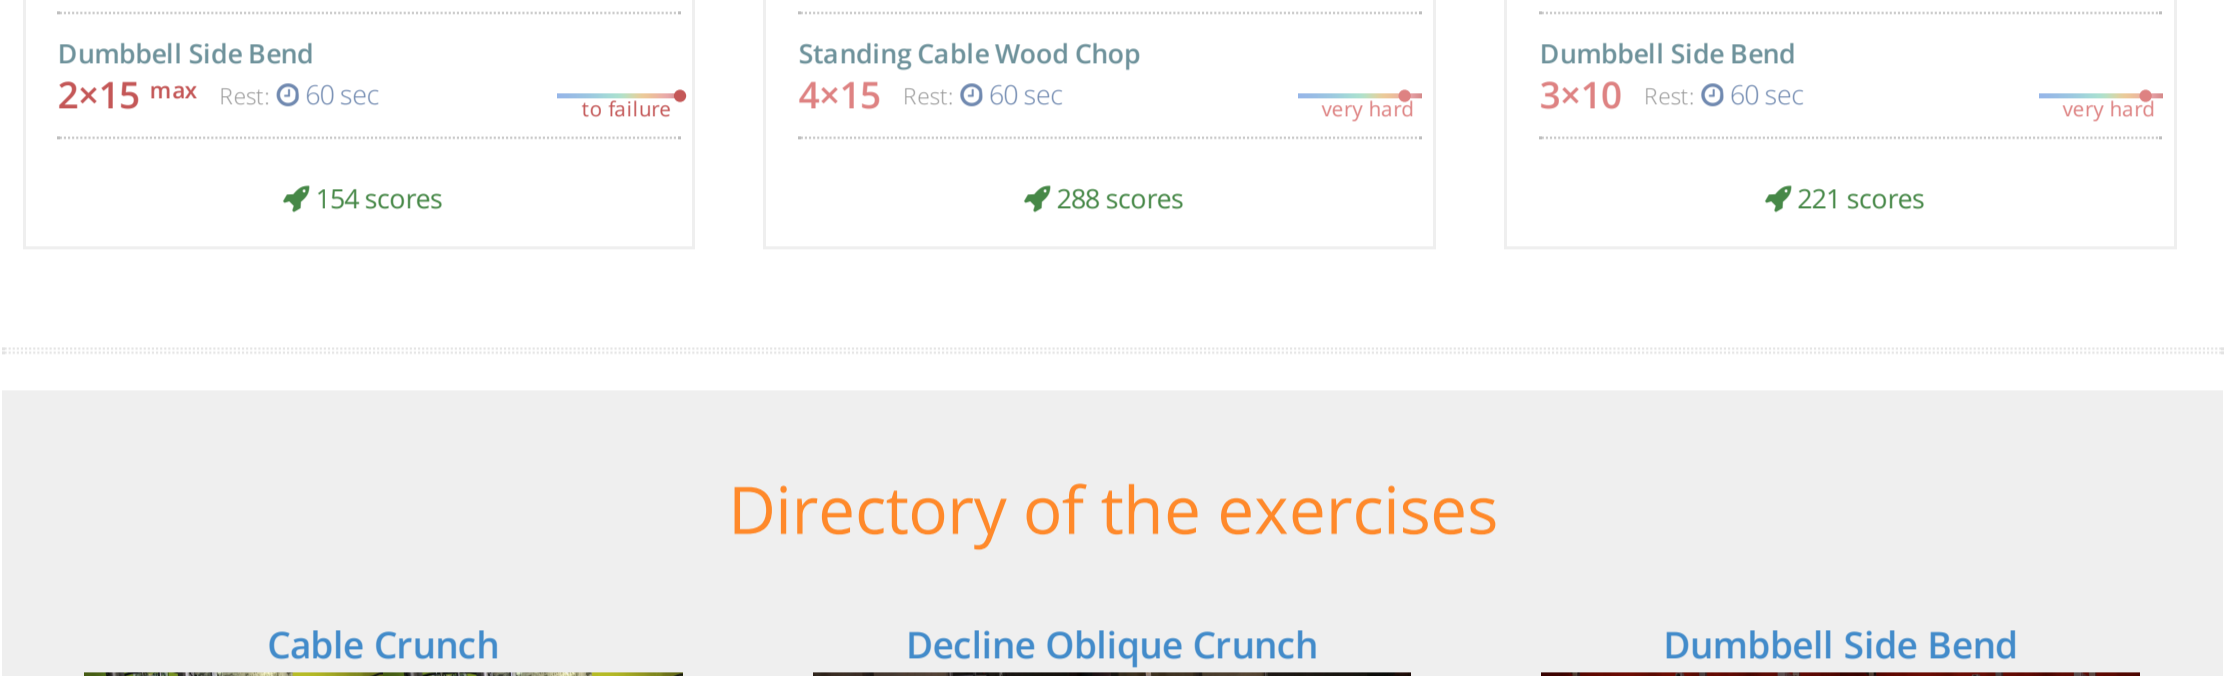 Dumbbell Side Bend
2×15 max Rest: 60 sec
to failure
154 scores
Standing Cable Wood Chop
4×15 Rest: 60 sec
very hard
288 scores
Dumbbell Side Bend
3×10 Rest: 60 sec
very hard
221 scores
Directory of the exercises
Cable Crunch
Decline Oblique Crunch
Dumbbell Side Bend